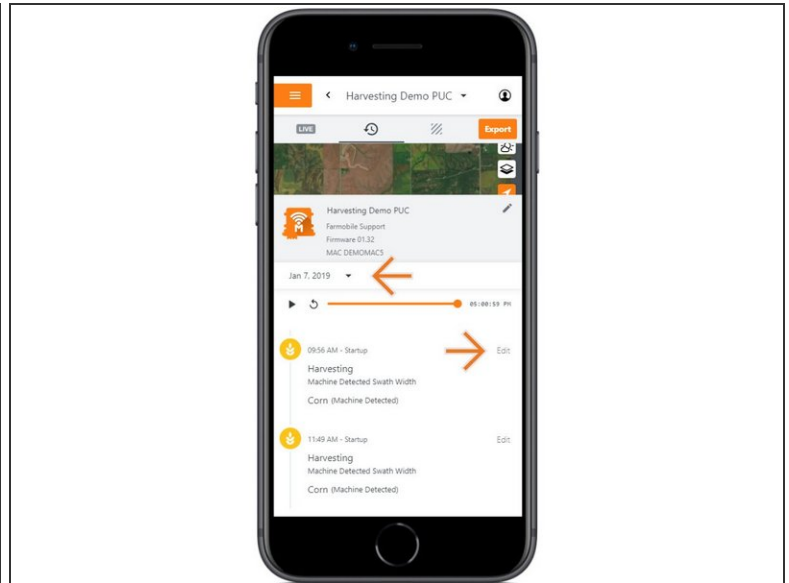 Harvesting Demo PUC
LIVE
Export
Harvesting Demo PUC
Farmobile Support
Firmware 01.32
MAC DEMOMAC5
Jan 7, 2019
05:00:59 PM
09:56 AM - Startup
Edit
Harvesting
Machine Detected Swath Width
Corn (Machine Detected)
11:49 AM - Startup
Edit
Harvesting
Machine Detected Swath Width
Corn (Machine Detected)